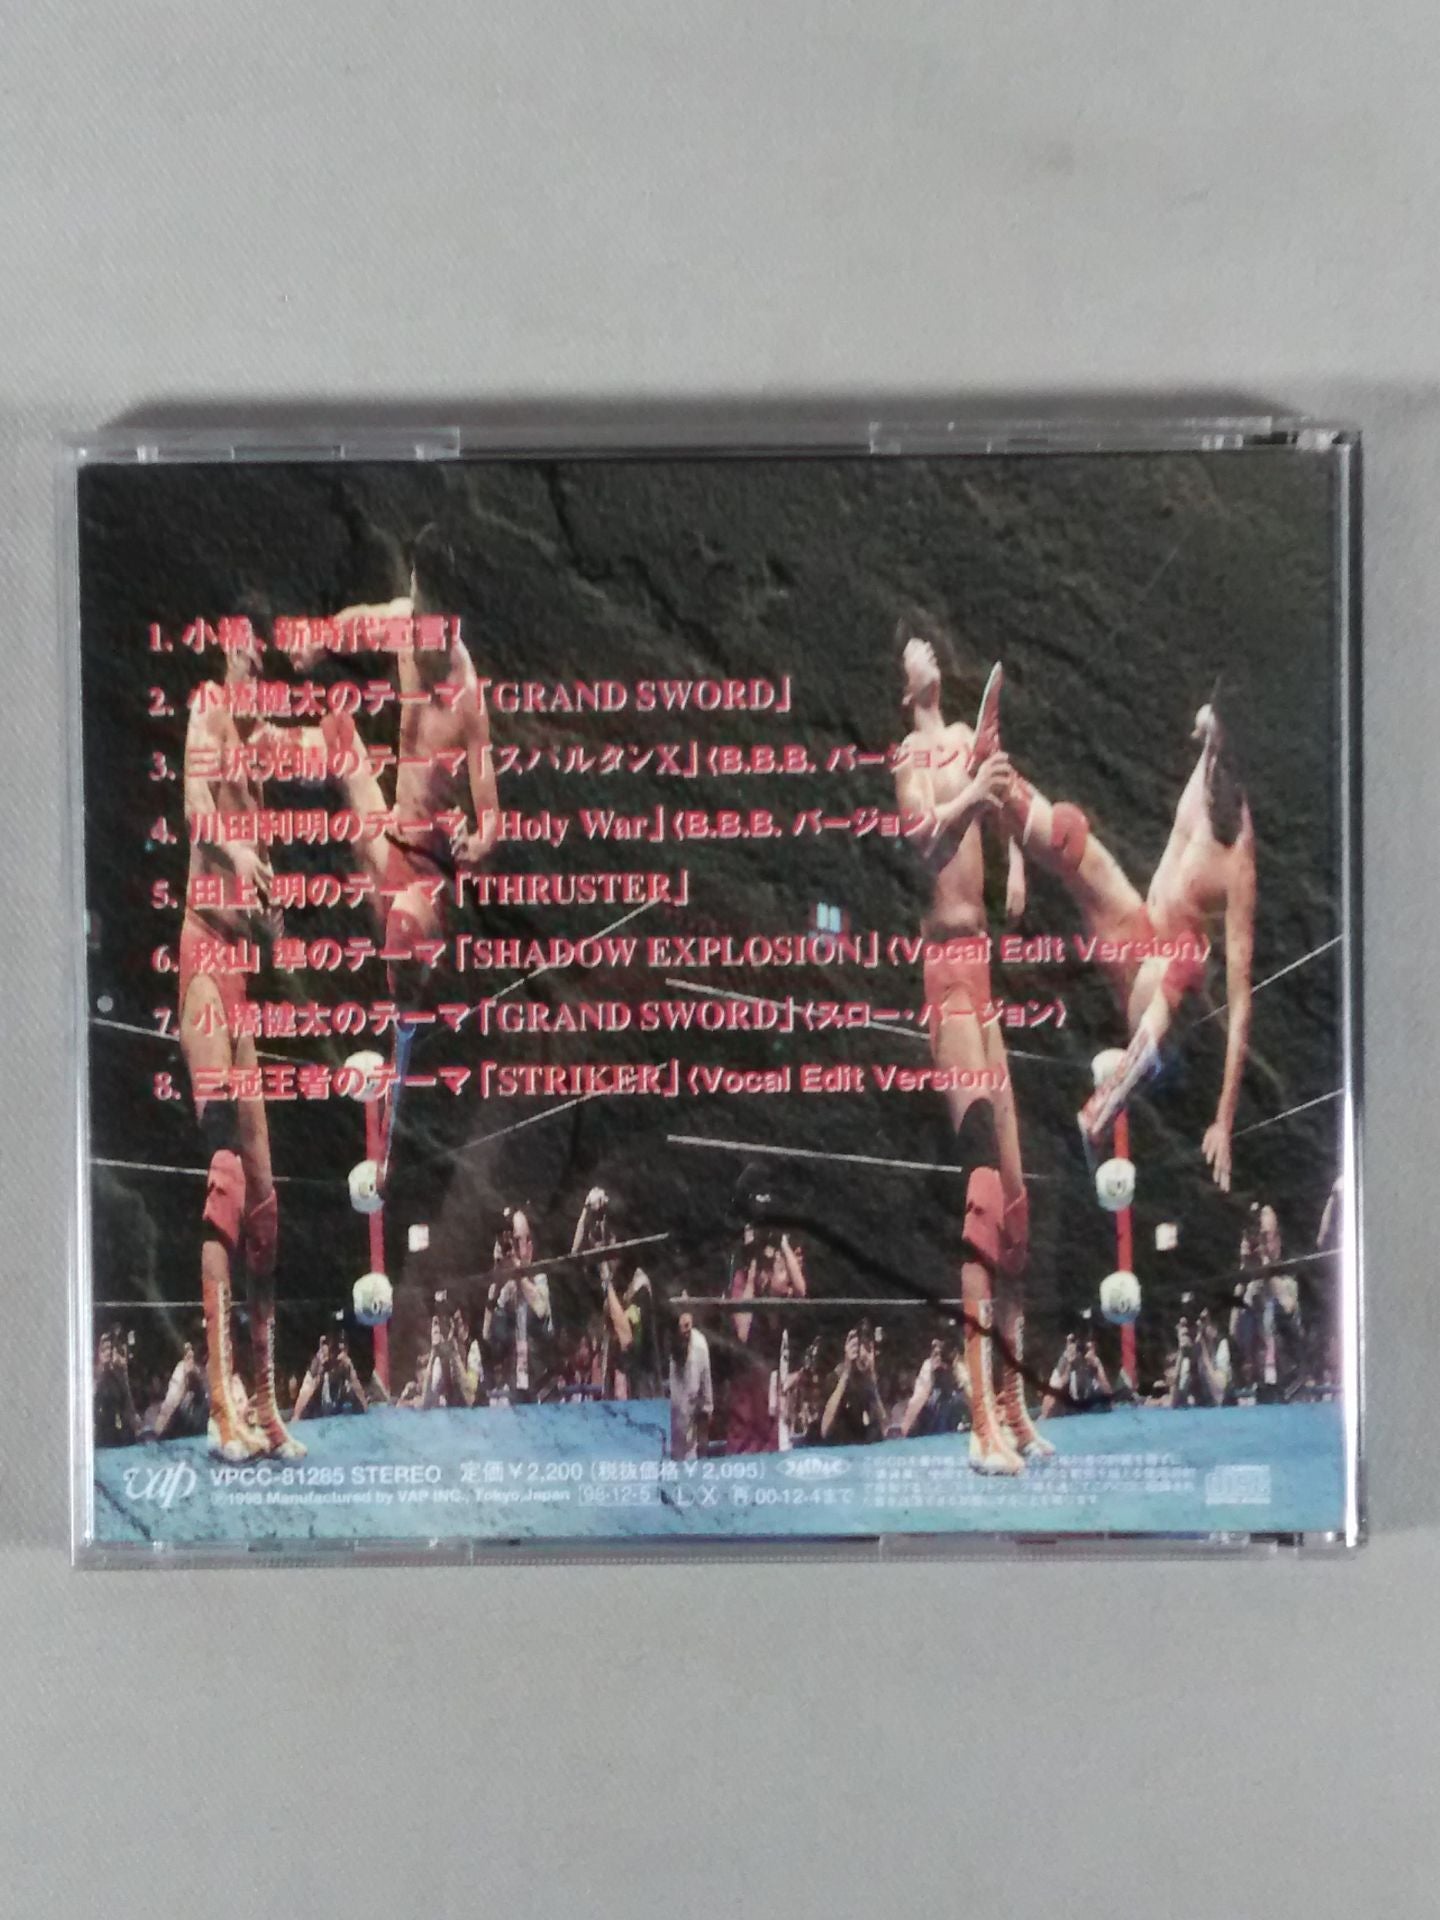 1. 小橋、新時代宣言!
2. 小橋健太のテーマ「GRAND SWORD」
3. 三沢光晴のテーマ「スパルタンX」〈B.B.B. バージョン〉
4. 川田利明のテーマ「Holy War」〈B.B.B. バージョン〉
5. 田上 明のテーマ「THRUSTER」
6. 秋山 準のテーマ「SHADOW EXPLOSION」〈Vocal Edit Version〉
7. 小橋健太のテーマ「GRAND SWORD」〈スロー・バージョン〉
8. 三冠王者のテーマ「STRIKER」〈Vocal Edit Version〉
vap VPCC-81285 STEREO 定価¥2,200 (税抜価格¥2,095)
℗1998 Manufactured by VAP INC., Tokyo,Japan 98・12・5 L X 再 00・12・4まで